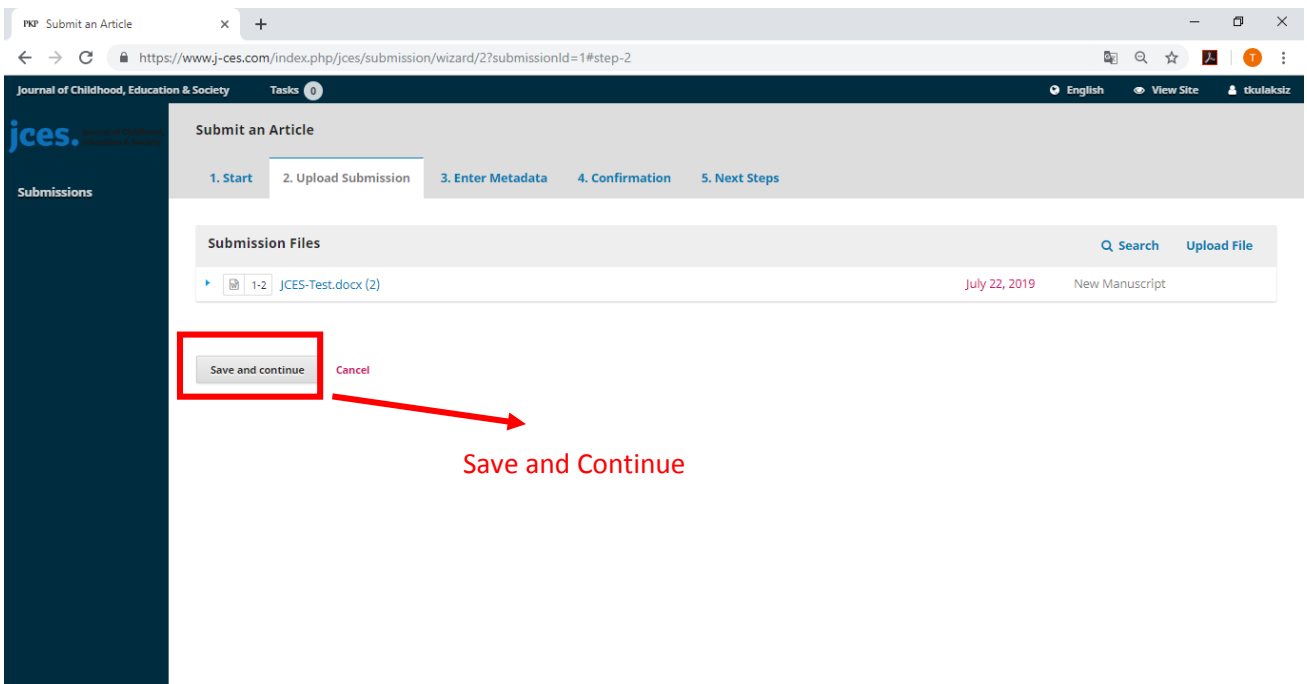 PKP Submit an Article
https://www.j-ces.com/index.php/jces/submission/wizard/2?submissionId=1#step-2
T
Journal of Childhood, Education & Society Tasks 0 English View Site tkulaksiz
jces.
Submissions
Submit an Article
1. Start 2. Upload Submission 3. Enter Metadata 4. Confirmation 5. Next Steps
Submission Files Search Upload File
1-2 JCES-Test.docx (2) July 22, 2019 New Manuscript
Save and continue Cancel
Save and Continue